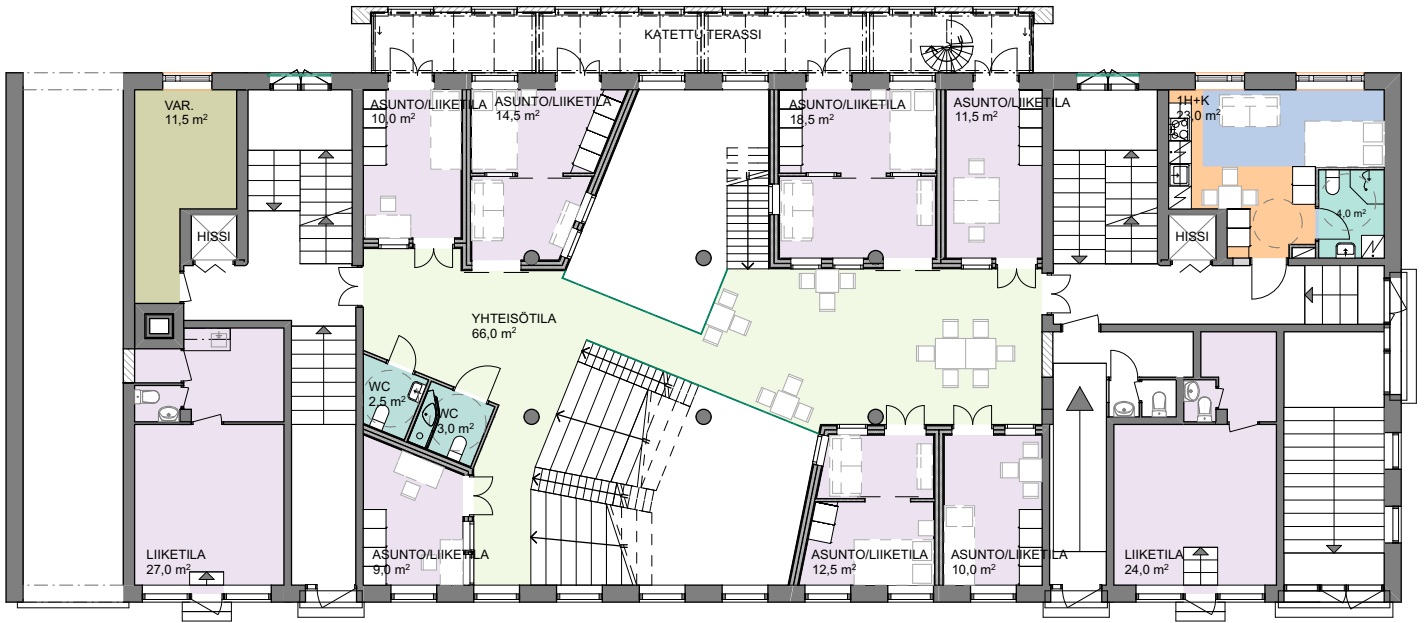 KATETTU TERASSI
VAR.
11,5 m²
ASUNTO/LIIKETILA
10,0 m²
ASUNTO/LIIKETILA
14,5 m²
ASUNTO/LIIKETILA
18,5 m²
ASUNTO/LIIKETILA
11,5 m²
1H+K
23,0 m²
4,0 m²
HISSI
HISSI
YHTEISÖTILA
66,0 m²
WC
2,5 m²
WC
3,0 m²
LIIKETILA
27,0 m²
ASUNTO/LIIKETILA
9,0 m²
ASUNTO/LIIKETILA
12,5 m²
ASUNTO/LIIKETILA
10,0 m²
LIIKETILA
24,0 m²